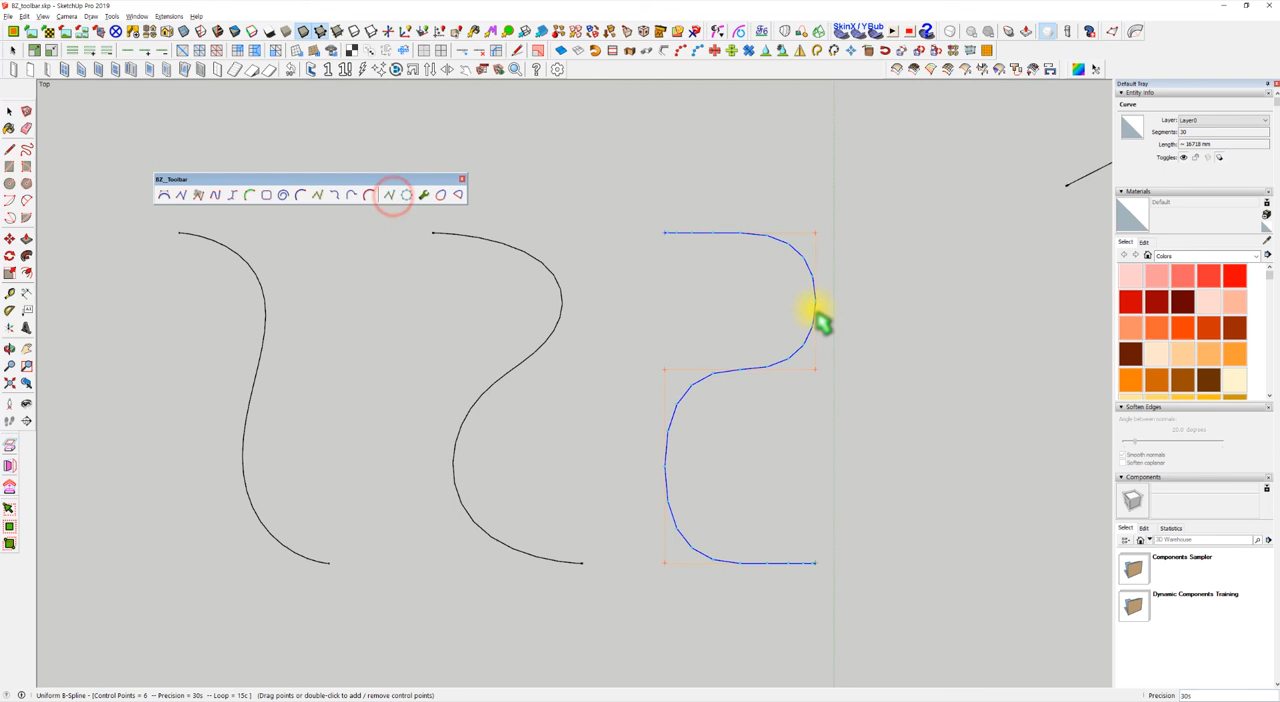 BZ_toolbar.skp - SketchUp Pro 2019
File Edit View Camera Draw Tools Window Extensions Help
SkinX/YBub
Top
BZ_Toolbar
Default Tray
Entity Info
Curve
Layer: Layer0
Segments: 30
Length: ~ 16718 mm
Toggles:
Materials
Default
Select Edit
Colors
Soften Edges
Angle between normals:
20.0 degrees
Smooth normals
Soften coplanar
Components
Select Edit Statistics
3D Warehouse
Components Sampler
Dynamic Components Training
Uniform B-Spline - [Control Points = 6 -- Precision = 30s -- Loop = 15c ] (Drag points or double-click to add / remove control points)
Precision 30s